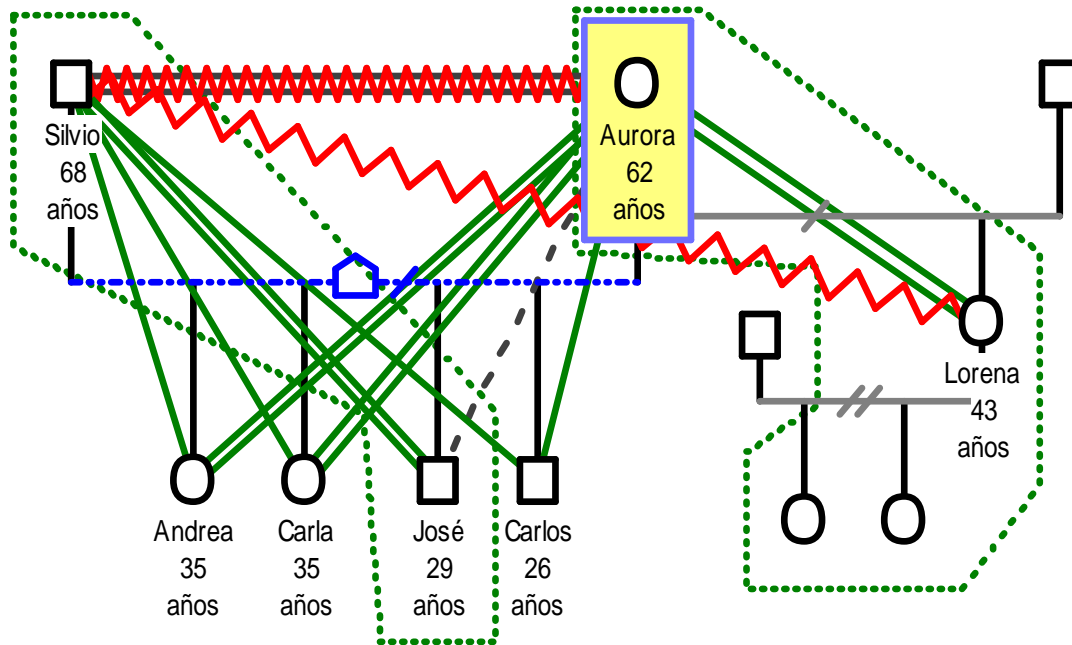 Silvio
68
años
Aurora
62
años
Lorena
43
años
Andrea
35
años
Carla
35
años
José
29
años
Carlos
26
años